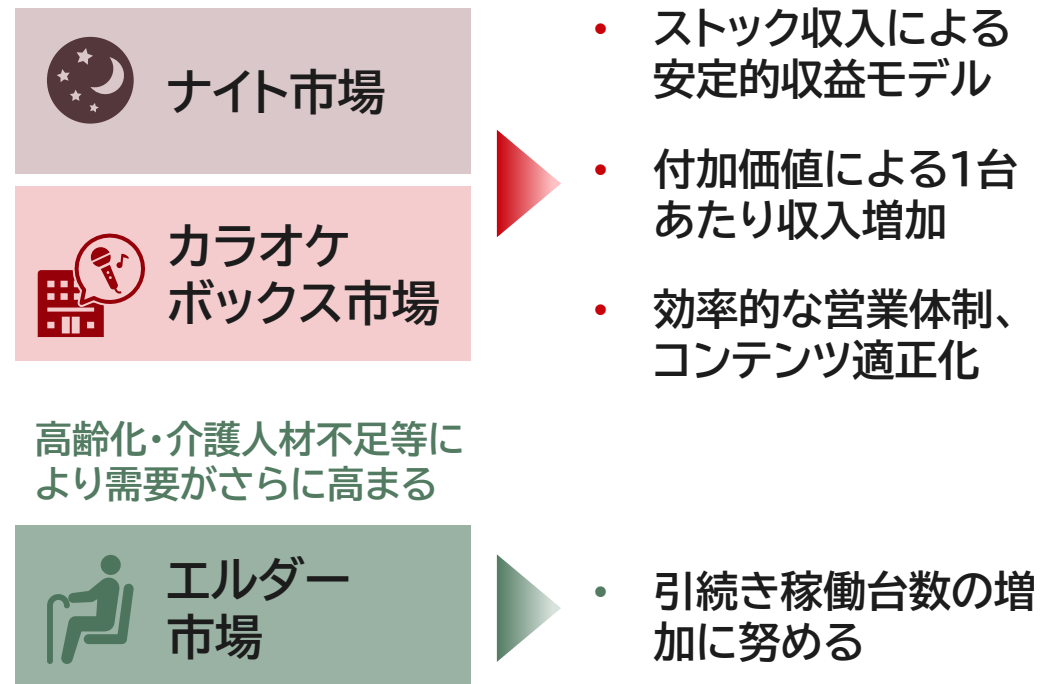 ナイト市場
カラオケ
ボックス市場
• ストック収入による
安定的収益モデル
• 付加価値による1台
あたり収入増加
• 効率的な営業体制、
コンテンツ適正化
高齢化・介護人材不足等に
より需要がさらに高まる
エルダー
市場
• 引続き稼働台数の増
加に努める